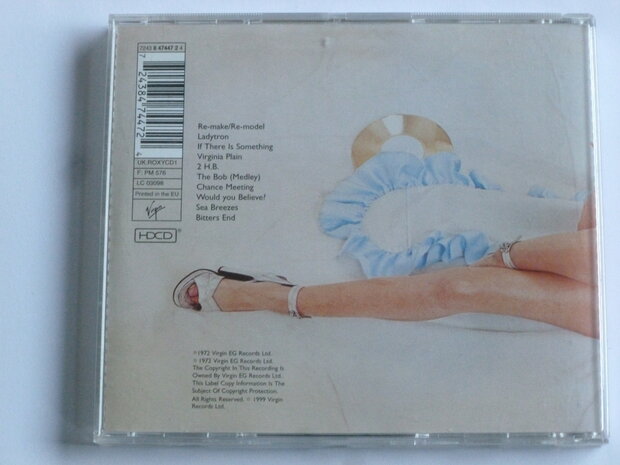 7243 8 47447 2 4
7 24384 74472 4
UK:ROXYCD1
F: PM 576
LC 03098
Printed in the EU
Virgin
HDCD
Re-make/Re-model
Ladytron
If There Is Something
Virginia Plain
2 H.B.
The Bob (Medley)
Chance Meeting
Would you Believe?
Sea Breezes
Bitters End
℗1972 Virgin EG Records Ltd.
© 1972 Virgin EG Records Ltd.
The Copyright In This Recording Is
Owned By Virgin EG Records Ltd.
This Label Copy Information Is The
Subject Of Copyright Protection.
All Rights Reserved. © 1999 Virgin
Records Ltd.